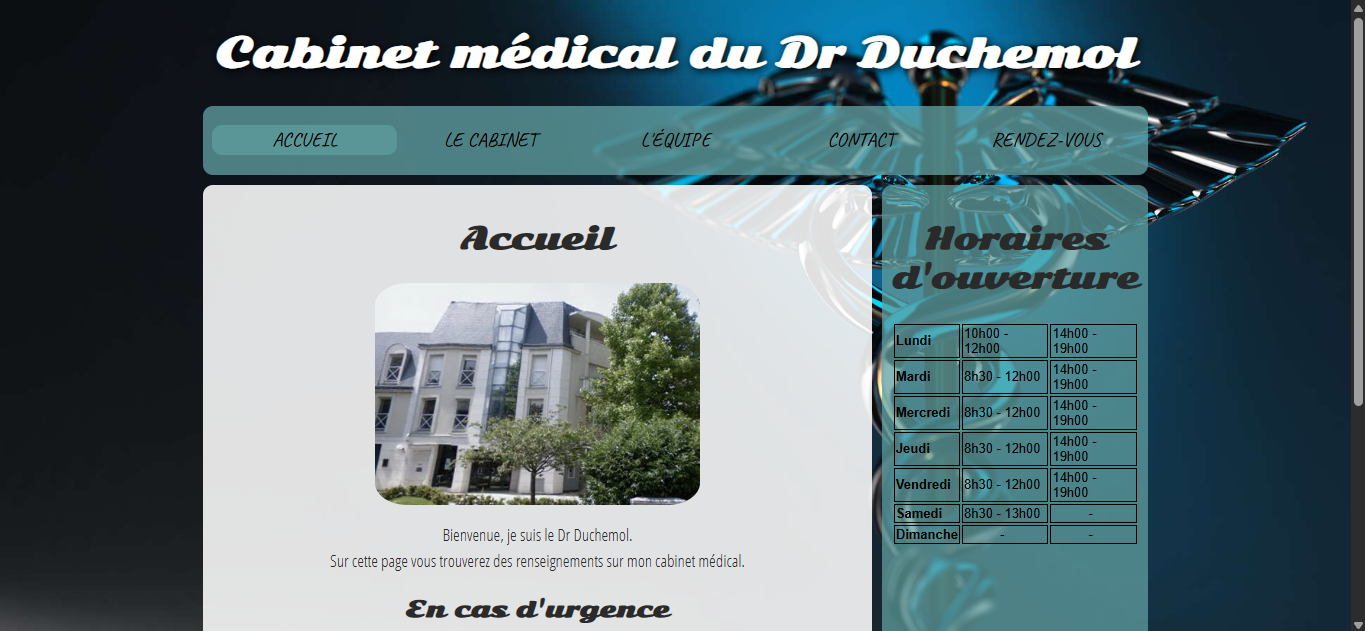 Cabinet médical du Dr Duchemol
ACCUEIL LE CABINET L'ÉQUIPE CONTACT RENDEZ-VOUS
Accueil
Bienvenue, je suis le Dr Duchemol.
Sur cette page vous trouverez des renseignements sur mon cabinet médical.
En cas d'urgence
Horaires
d'ouverture
Lundi 10h00 - 12h00 14h00 - 19h00
Mardi 8h30 - 12h00 14h00 - 19h00
Mercredi 8h30 - 12h00 14h00 - 19h00
Jeudi 8h30 - 12h00 14h00 - 19h00
Vendredi 8h30 - 12h00 14h00 - 19h00
Samedi 8h30 - 13h00 -
Dimanche - -